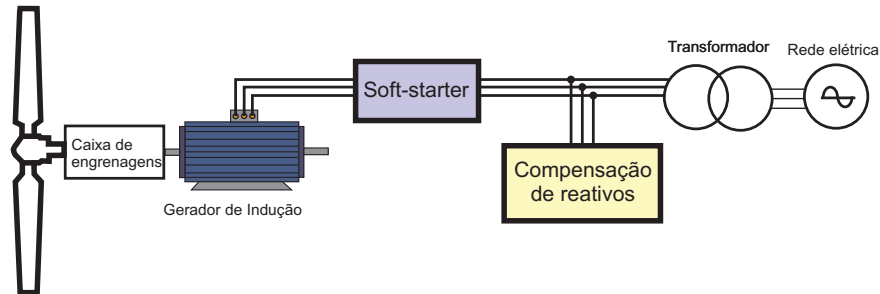 Transformador
Rede elétrica
Soft-starter
Caixa de
engrenagens
Compensação
de reativos
Gerador de Indução